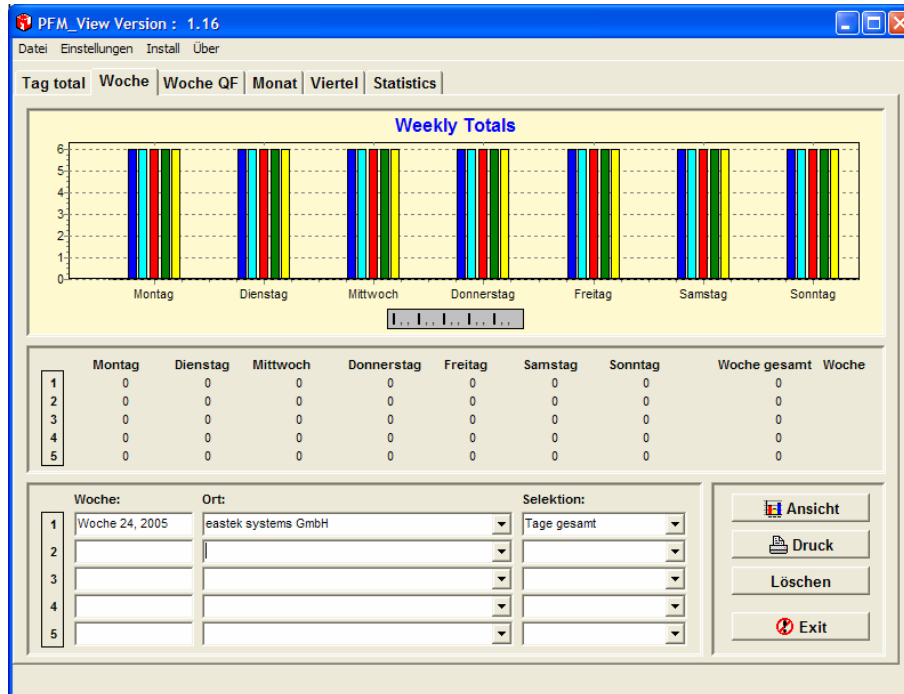 PFM_View Version : 1.16
Datei Einstellungen Install Über
Tag total Woche Woche QF Monat Viertel Statistics
Weekly Totals
6
5
4
3
2
1
0
Montag Dienstag Mittwoch Donnerstag Freitag Samstag Sonntag
Montag Dienstag Mittwoch Donnerstag Freitag Samstag Sonntag Woche gesamt Woche
1 0 0 0 0 0 0 0 0
2 0 0 0 0 0 0 0 0
3 0 0 0 0 0 0 0 0
4 0 0 0 0 0 0 0 0
5 0 0 0 0 0 0 0 0
Woche: Ort: Selektion:
1 Woche 24, 2005 eastek systems GmbH Tage gesamt
2
3
4
5
Ansicht
Druck
Löschen
Exit